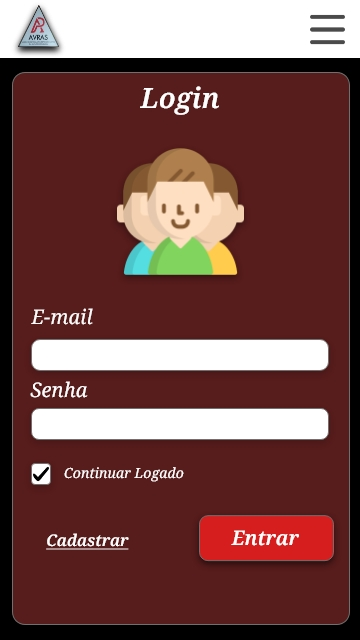 AVRAS
Login
E-mail
Senha
Continuar Logado
Cadastrar
Entrar